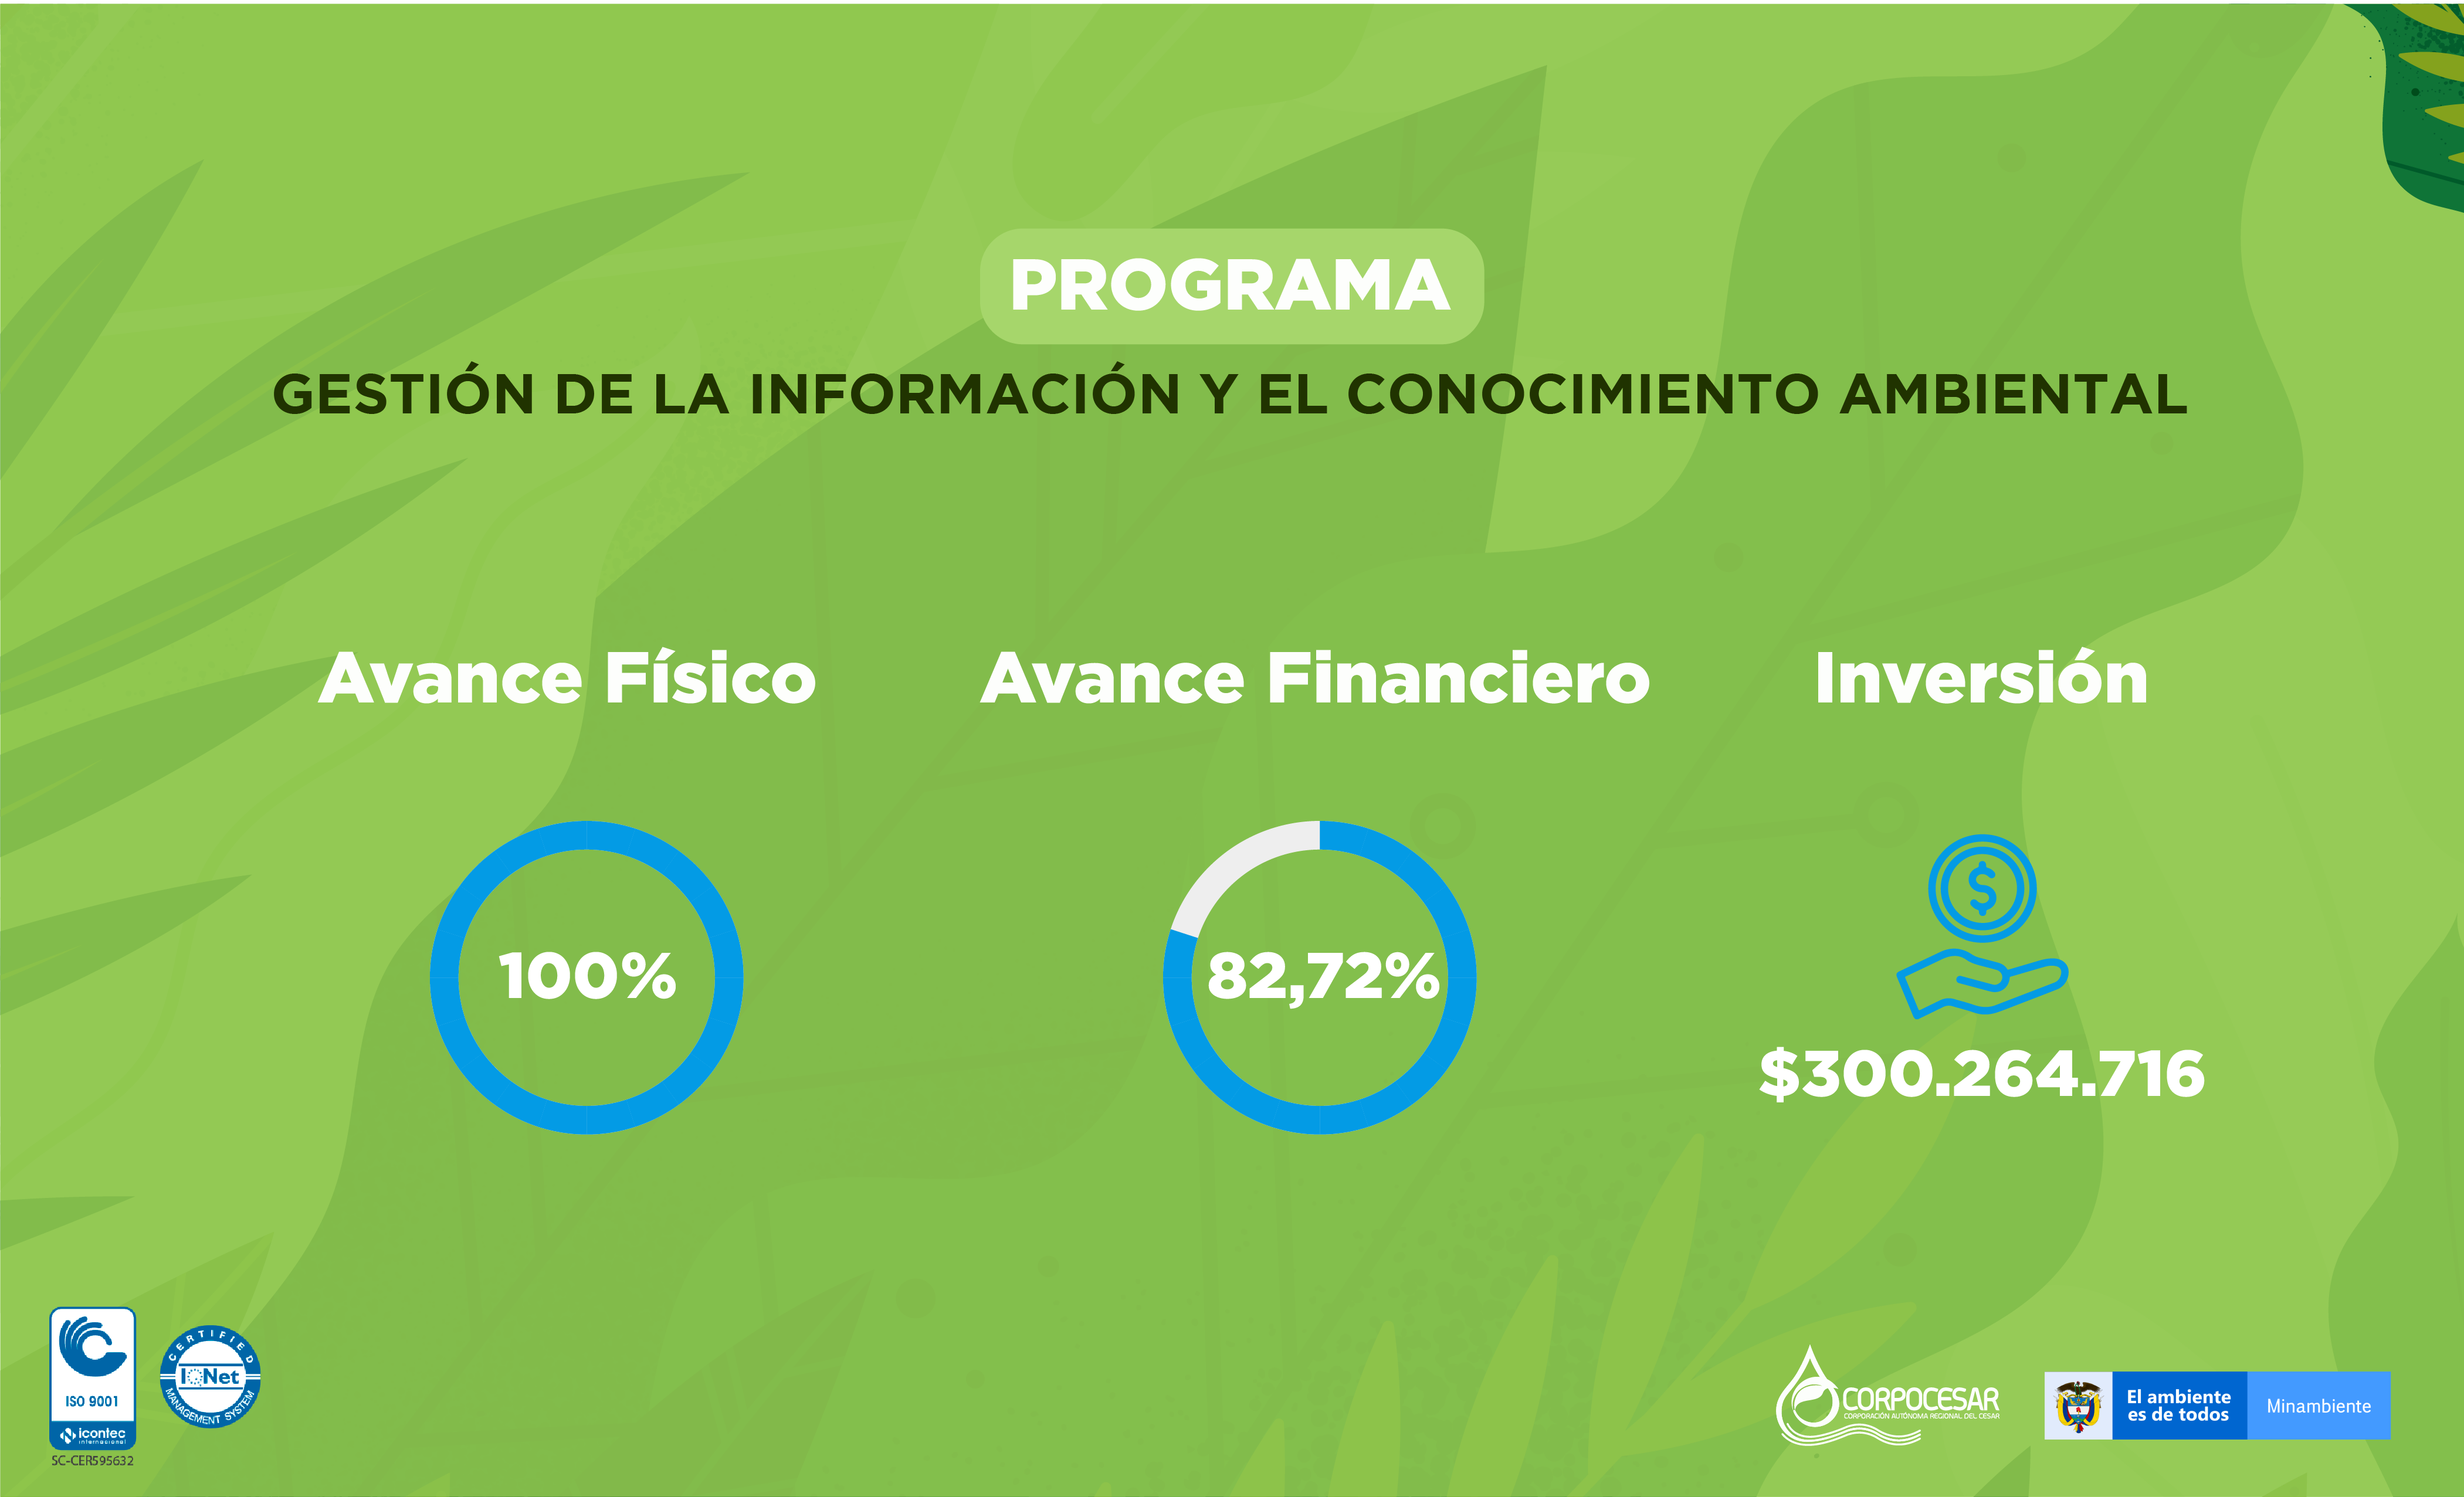 PROGRAMA
GESTIÓN DE LA INFORMACIÓN Y EL CONOCIMIENTO AMBIENTAL
Avance Físico
Avance Financiero
Inversión
100%
82,72%
$300.264.716
ISO 9001
icontec
internacional
SC-CER595632
CERTIFIED
IQNet
MANAGEMENT SYSTEM
CORPOCESAR
CORPORACIÓN AUTÓNOMA REGIONAL DEL CESAR
El ambiente
es de todos
Minambiente